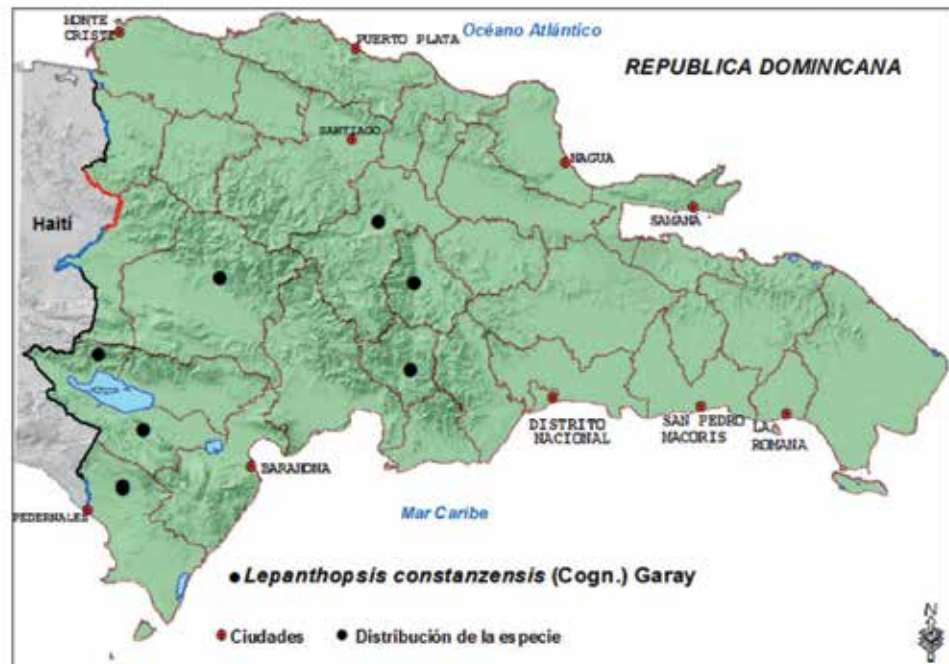 MONTE
CRISTI
PUERTO PLATA
Océano Atlántico
REPUBLICA DOMINICANA
SANTIAGO
NAGUA
SAMANA
Haití
DISTRITO
NACIONAL
SAN PEDRO
MACORIS
LA
ROMANA
BARAHONA
PEDERNALES
Mar Caribe
Lepanthopsis constanzensis (Cogn.) Garay
Ciudades
Distribución de la especie
N